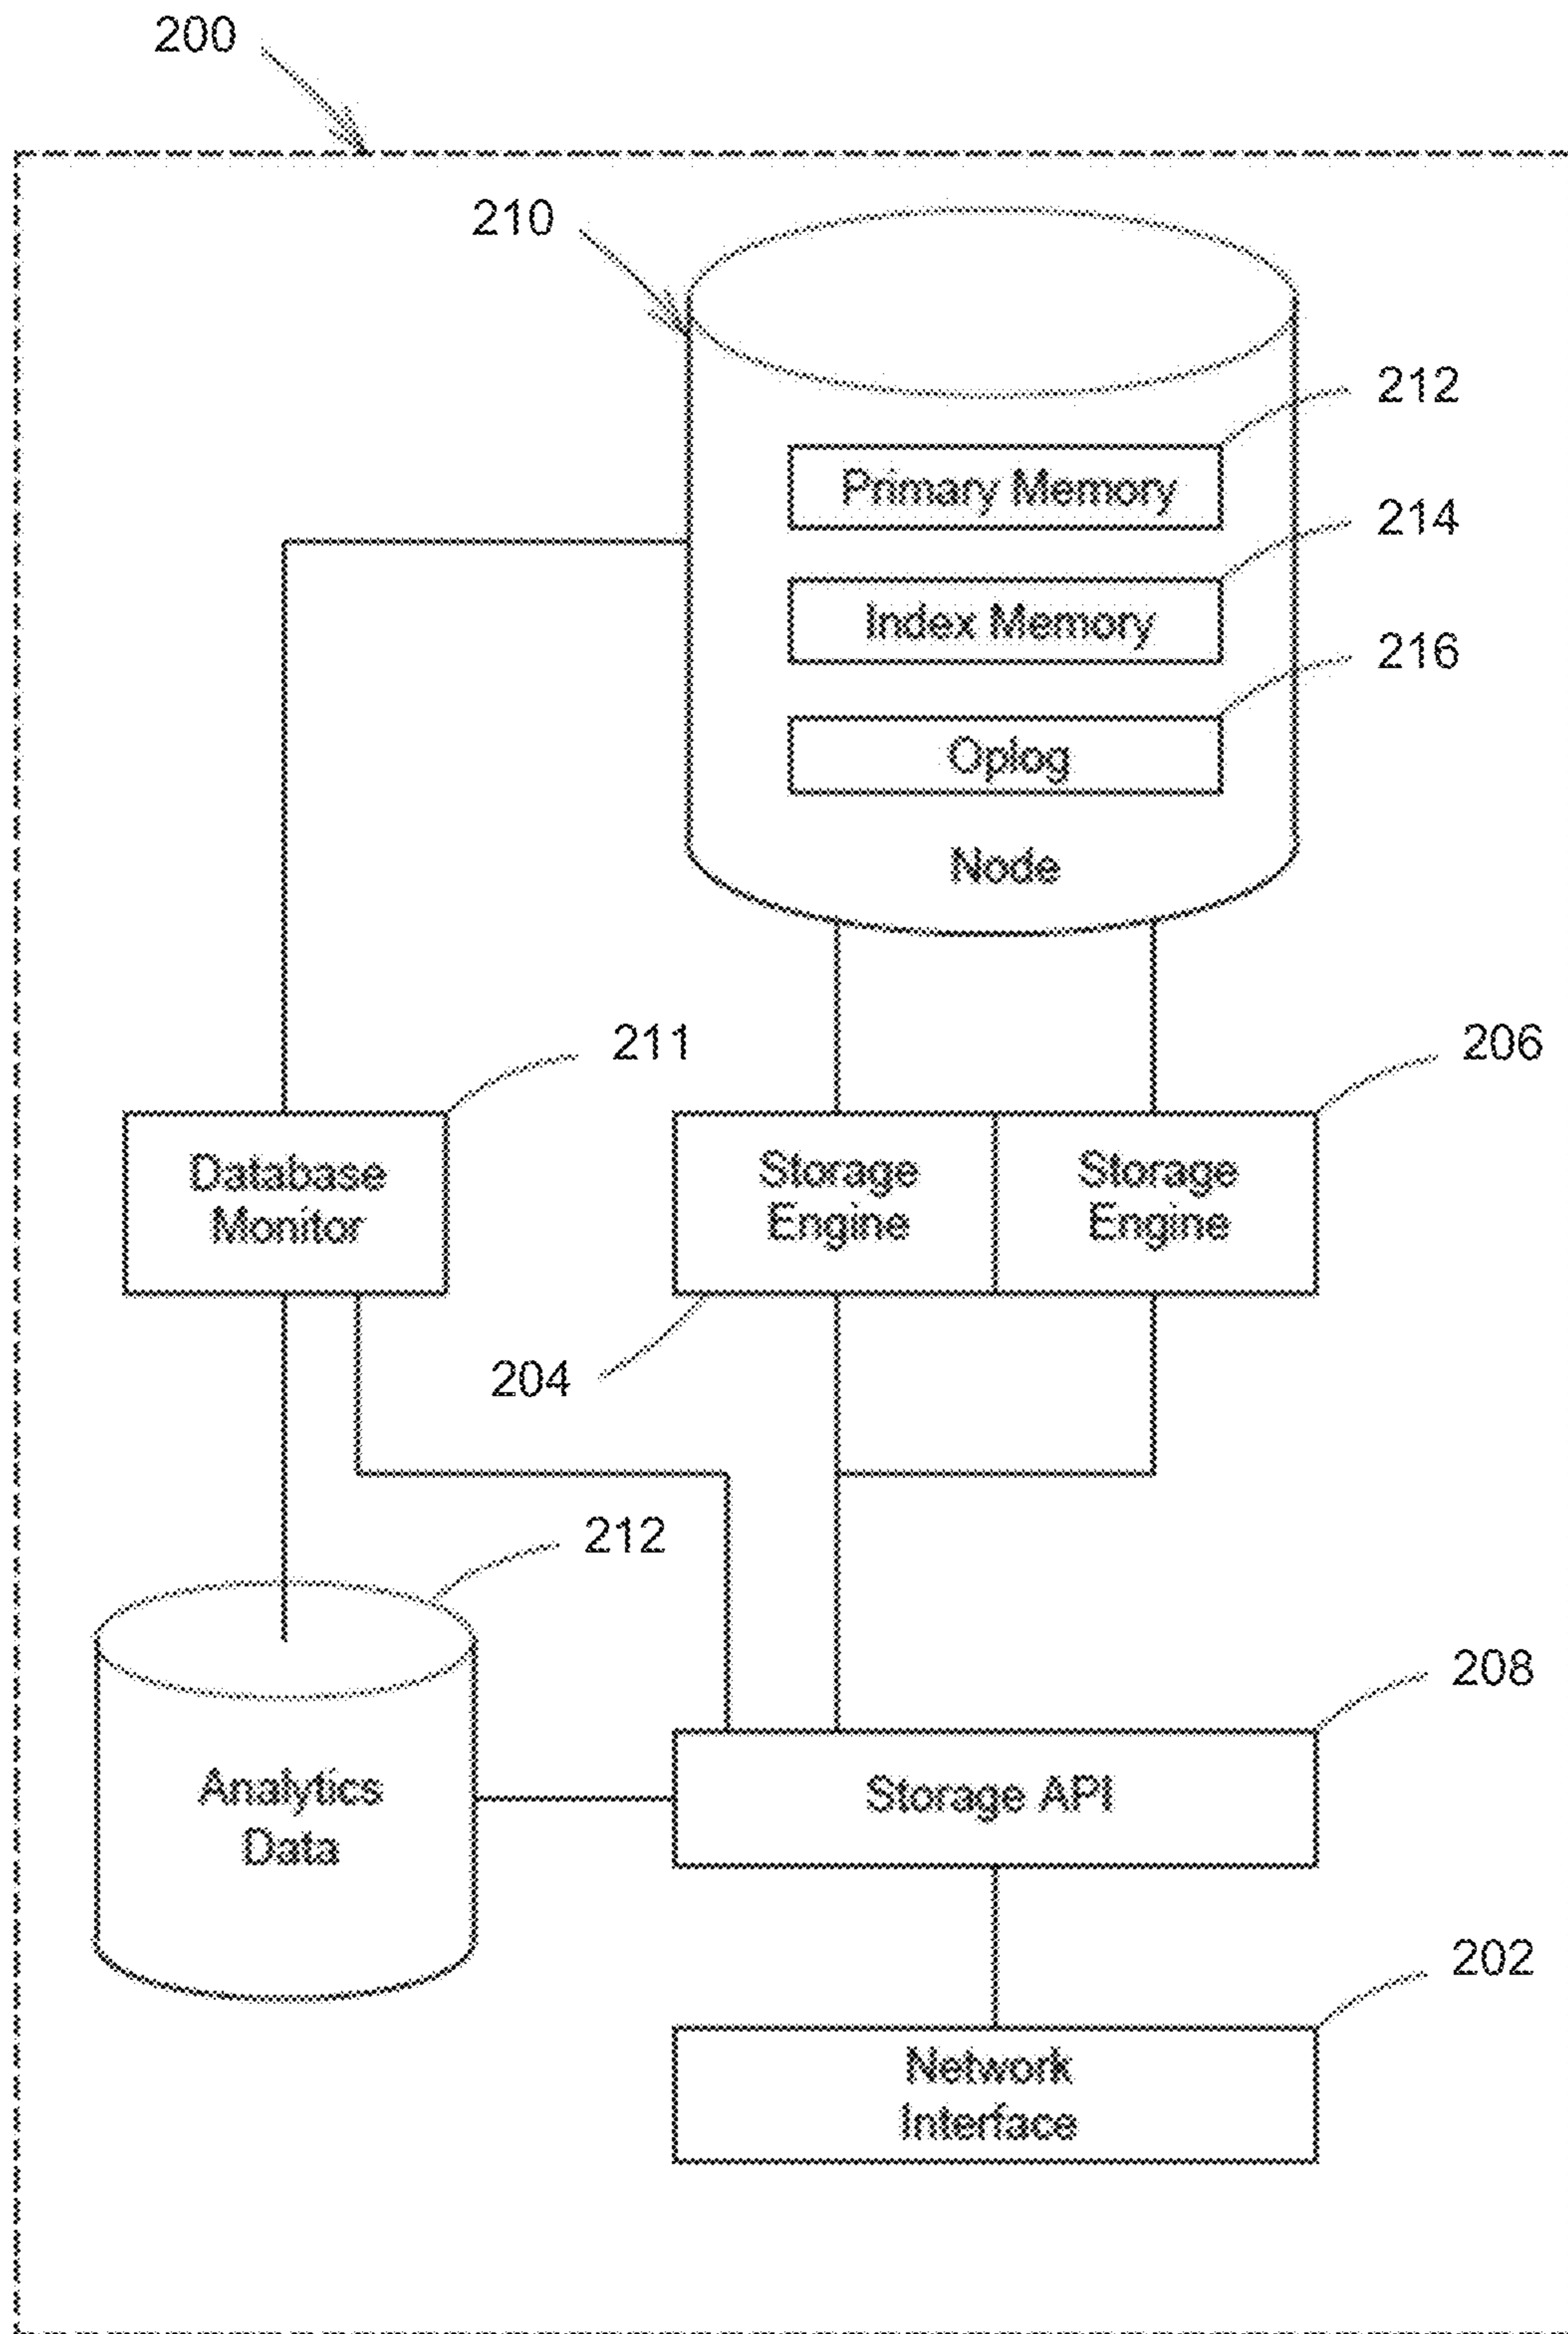 200
210
212
Primary Memory
214
Index Memory
216
Oplog
Node
211
206
Database
Monitor
Storage
Engine
Storage
Engine
204
212
208
Analytics
Data
Storage API
202
Network
Interface